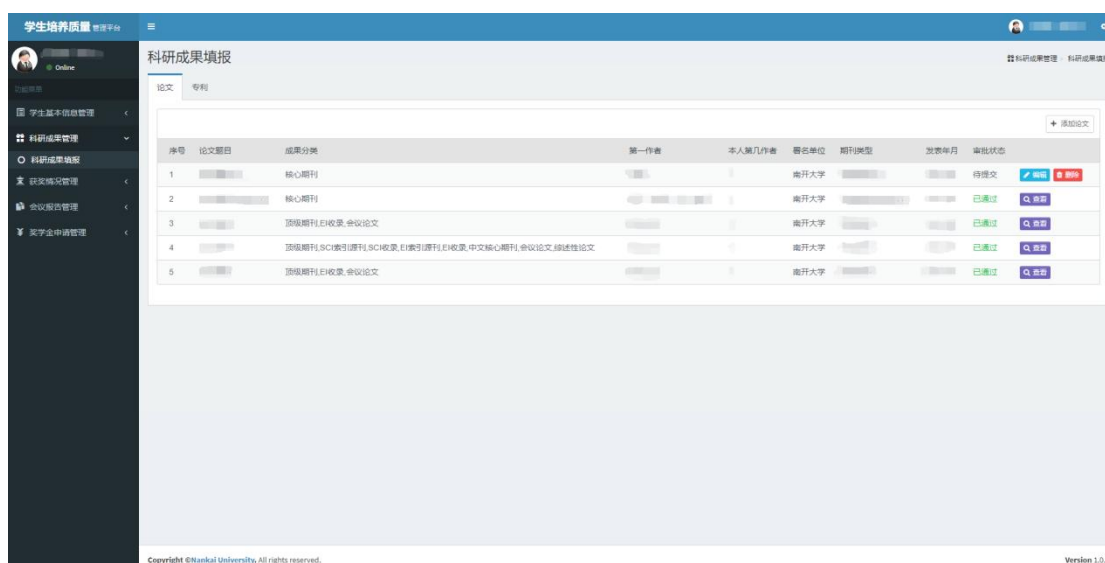 学生培养质量 管理平台
Online
功能菜单
学生基本信息管理
科研成果管理
科研成果填报
获奖情况管理
会议报告管理
奖学金申请管理
科研成果填报
科研成果管理 科研成果填报
论文 专利
+ 添加论文
序号 论文题目 成果分类 第一作者 本人第几作者 署名单位 期刊类型 发表年月 审批状态
1 核心期刊 南开大学 待提交 编辑 删除
2 核心期刊 南开大学 已通过 查看
3 顶级期刊,EI收录,会议论文 南开大学 已通过 查看
4 顶级期刊,SCI索引源刊,SCI收录,EI索引源刊,EI收录,中文核心期刊,会议论文,综述性论文 南开大学 已通过 查看
5 顶级期刊,EI收录,会议论文 南开大学 已通过 查看
Copyright ©Nankai University. All rights reserved.
Version 1.0.